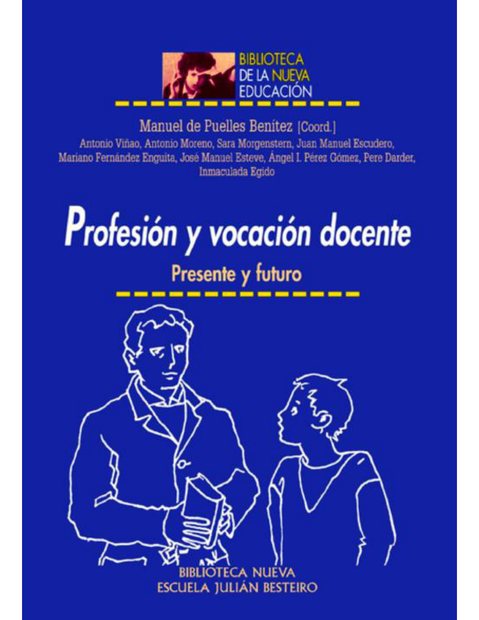 BIBLIOTECA
DE LA NUEVA
EDUCACIÓN
Manuel de Puelles Benítez [Coord.]
Antonio Viñao, Antonio Moreno, Sara Morgenstern, Juan Manuel Escudero,
Mariano Fernández Enguita, José Manuel Esteve, Ángel I. Pérez Gómez, Pere Darder,
Inmaculada Egido
Profesión y vocación docente
Presente y futuro
BIBLIOTECA NUEVA
ESCUELA JULIÁN BESTEIRO